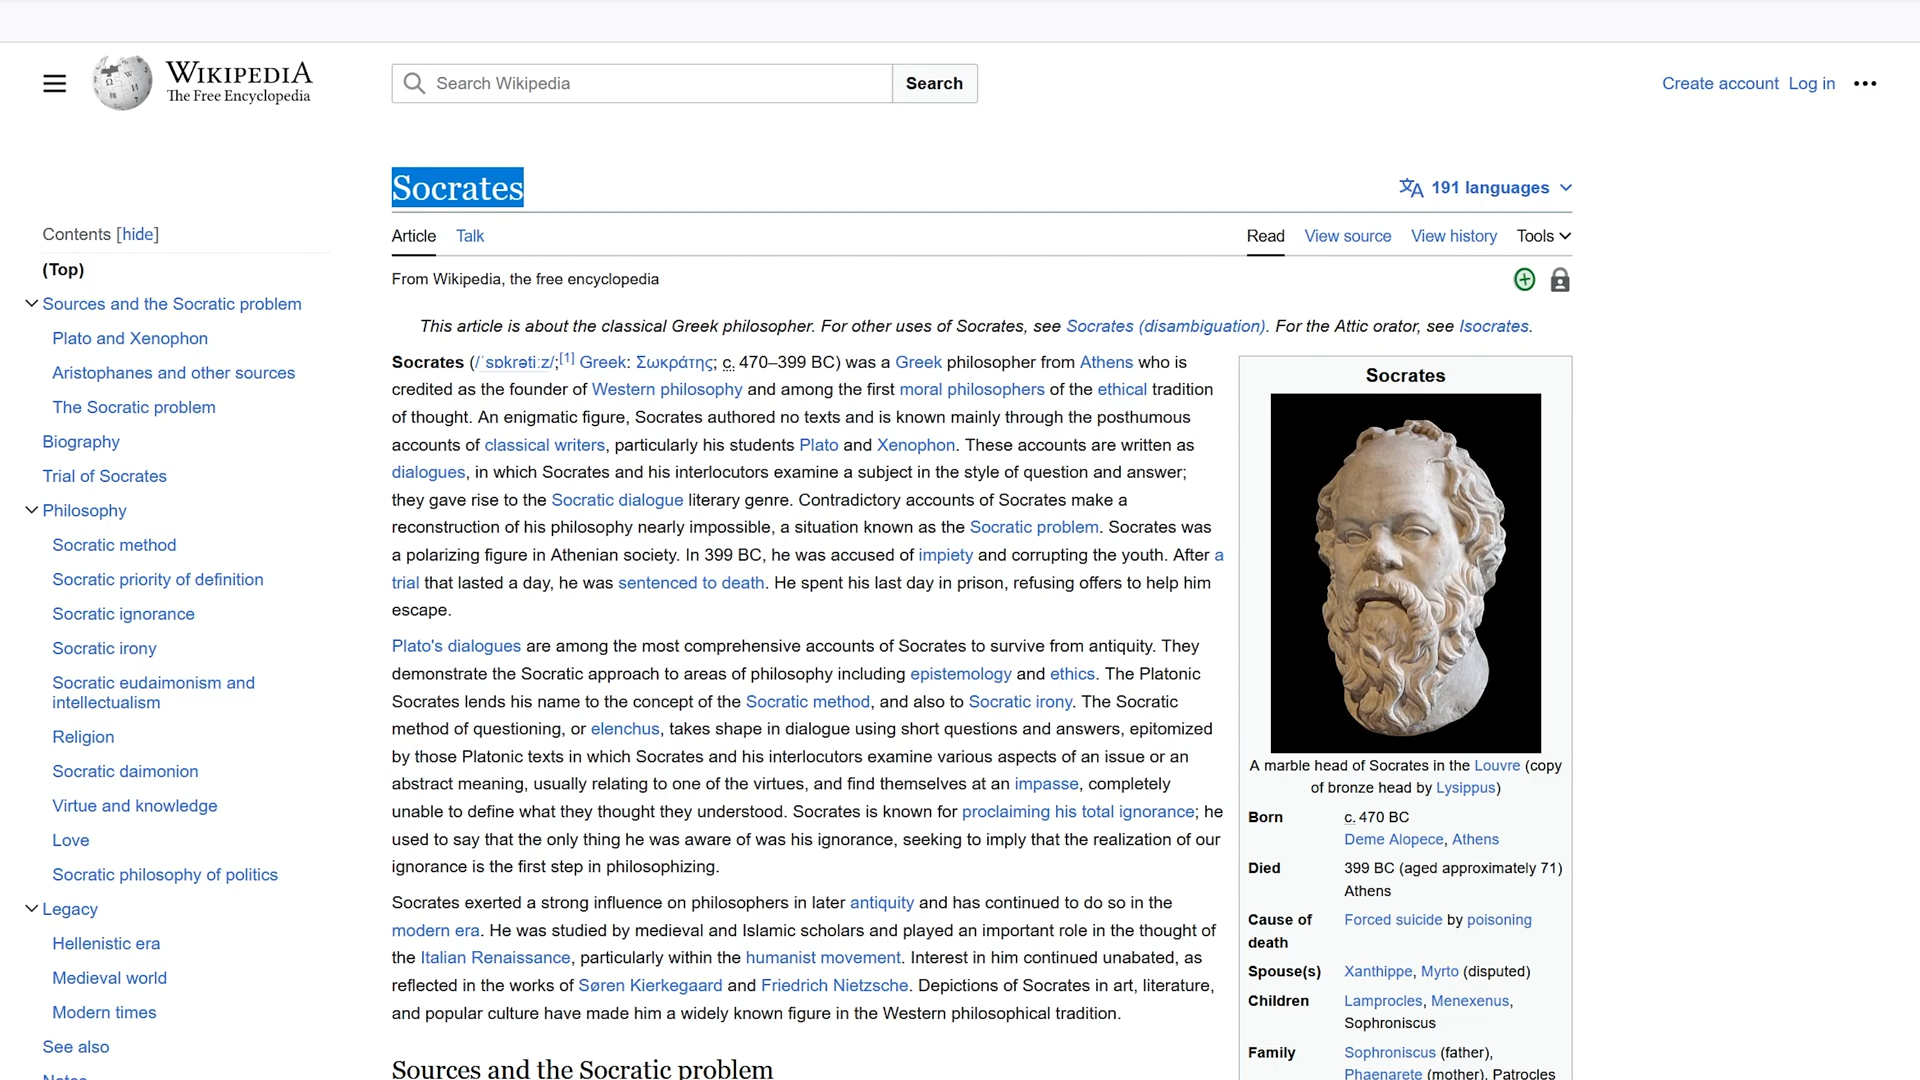 WIKIPEDIA
The Free Encyclopedia
Search Wikipedia
Search
Create account Log in
Socrates
191 languages
Article Talk
Read View source View history Tools
From Wikipedia, the free encyclopedia
Contents [hide]
(Top)
Sources and the Socratic problem
Plato and Xenophon
Aristophanes and other sources
The Socratic problem
Biography
Trial of Socrates
Philosophy
Socratic method
Socratic priority of definition
Socratic ignorance
Socratic irony
Socratic eudaimonism and
intellectualism
Religion
Socratic daimonion
Virtue and knowledge
Love
Socratic philosophy of politics
Legacy
Hellenistic era
Medieval world
Modern times
See also
Notes
This article is about the classical Greek philosopher. For other uses of Socrates, see Socrates (disambiguation). For the Attic orator, see Isocrates.
Socrates (/ˈsɒkrətiːz/;[1] Greek: Σωκράτης; c. 470–399 BC) was a Greek philosopher from Athens who is
credited as the founder of Western philosophy and among the first moral philosophers of the ethical tradition
of thought. An enigmatic figure, Socrates authored no texts and is known mainly through the posthumous
accounts of classical writers, particularly his students Plato and Xenophon. These accounts are written as
dialogues, in which Socrates and his interlocutors examine a subject in the style of question and answer;
they gave rise to the Socratic dialogue literary genre. Contradictory accounts of Socrates make a
reconstruction of his philosophy nearly impossible, a situation known as the Socratic problem. Socrates was
a polarizing figure in Athenian society. In 399 BC, he was accused of impiety and corrupting the youth. After a
trial that lasted a day, he was sentenced to death. He spent his last day in prison, refusing offers to help him
escape.
Plato's dialogues are among the most comprehensive accounts of Socrates to survive from antiquity. They
demonstrate the Socratic approach to areas of philosophy including epistemology and ethics. The Platonic
Socrates lends his name to the concept of the Socratic method, and also to Socratic irony. The Socratic
method of questioning, or elenchus, takes shape in dialogue using short questions and answers, epitomized
by those Platonic texts in which Socrates and his interlocutors examine various aspects of an issue or an
abstract meaning, usually relating to one of the virtues, and find themselves at an impasse, completely
unable to define what they thought they understood. Socrates is known for proclaiming his total ignorance; he
used to say that the only thing he was aware of was his ignorance, seeking to imply that the realization of our
ignorance is the first step in philosophizing.
Socrates exerted a strong influence on philosophers in later antiquity and has continued to do so in the
modern era. He was studied by medieval and Islamic scholars and played an important role in the thought of
the Italian Renaissance, particularly within the humanist movement. Interest in him continued unabated, as
reflected in the works of Søren Kierkegaard and Friedrich Nietzsche. Depictions of Socrates in art, literature,
and popular culture have made him a widely known figure in the Western philosophical tradition.
Sources and the Socratic problem
Socrates
A marble head of Socrates in the Louvre (copy
of bronze head by Lysippus)
Born c. 470 BC
Deme Alopece, Athens
Died 399 BC (aged approximately 71)
Athens
Cause of Forced suicide by poisoning
death
Spouse(s) Xanthippe, Myrto (disputed)
Children Lamprocles, Menexenus,
Sophroniscus
Family Sophroniscus (father),
Phaenarete (mother), Patrocles